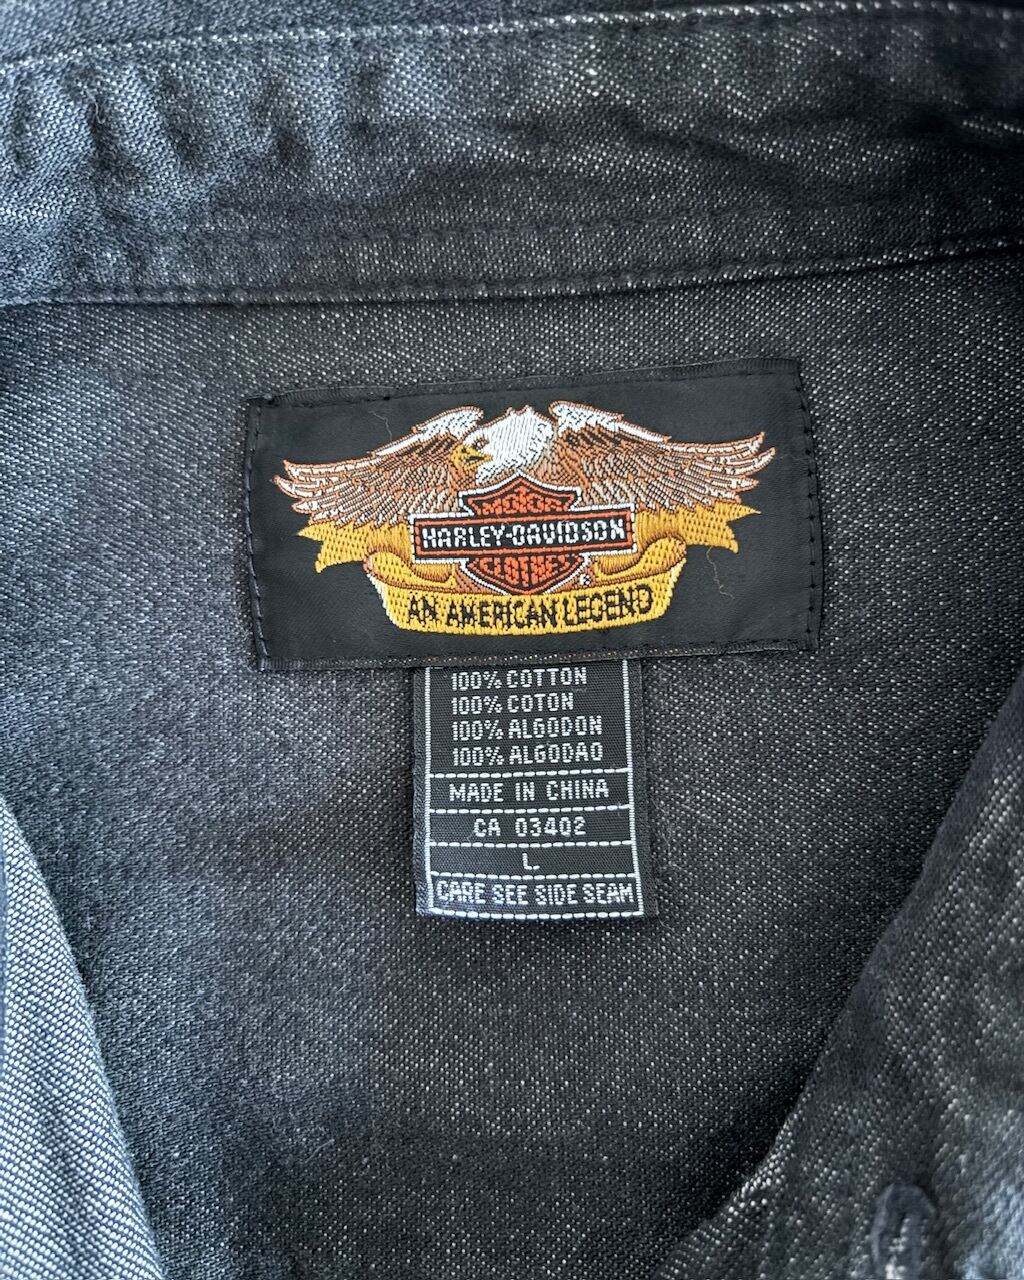 MOTOR
HARLEY-DAVIDSON
CLOTHES
®
AN AMERICAN LEGEND
100% COTTON
100% COTON
100% ALGODON
100% ALGODAO
MADE IN CHINA
CA 03402
L
CARE SEE SIDE SEAM